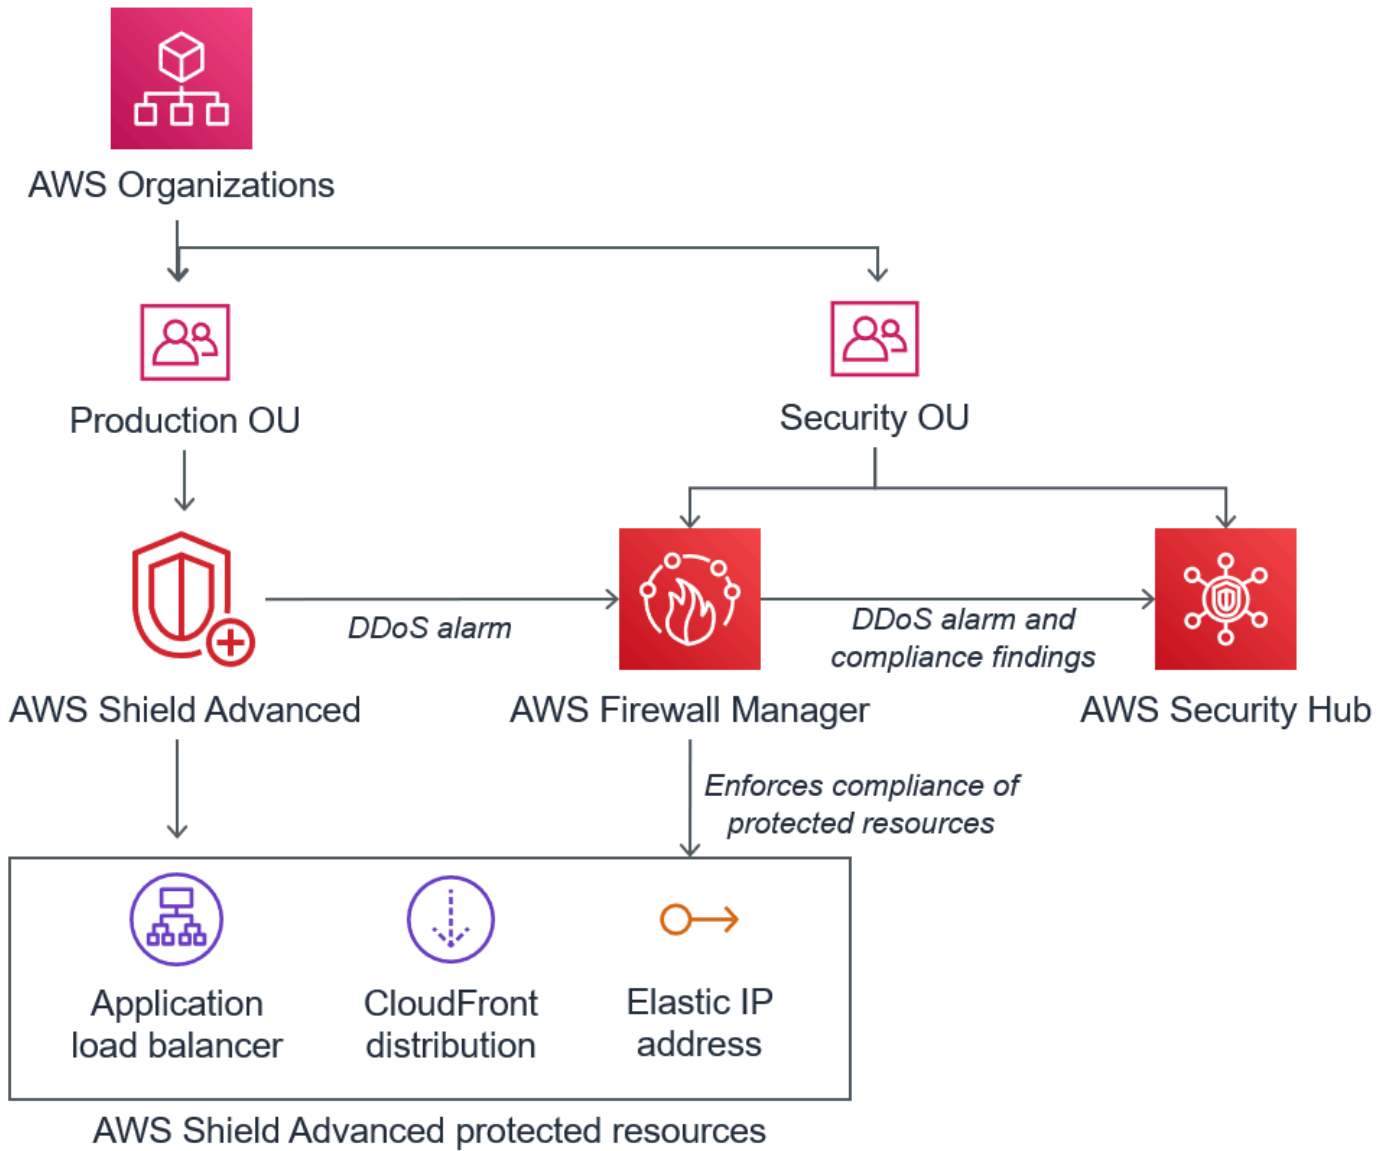 AWS Organizations
Production OU
Security OU
DDoS alarm
DDoS alarm and
compliance findings
AWS Shield Advanced
AWS Firewall Manager
AWS Security Hub
Enforces compliance of
protected resources
Application
load balancer
CloudFront
distribution
Elastic IP
address
AWS Shield Advanced protected resources